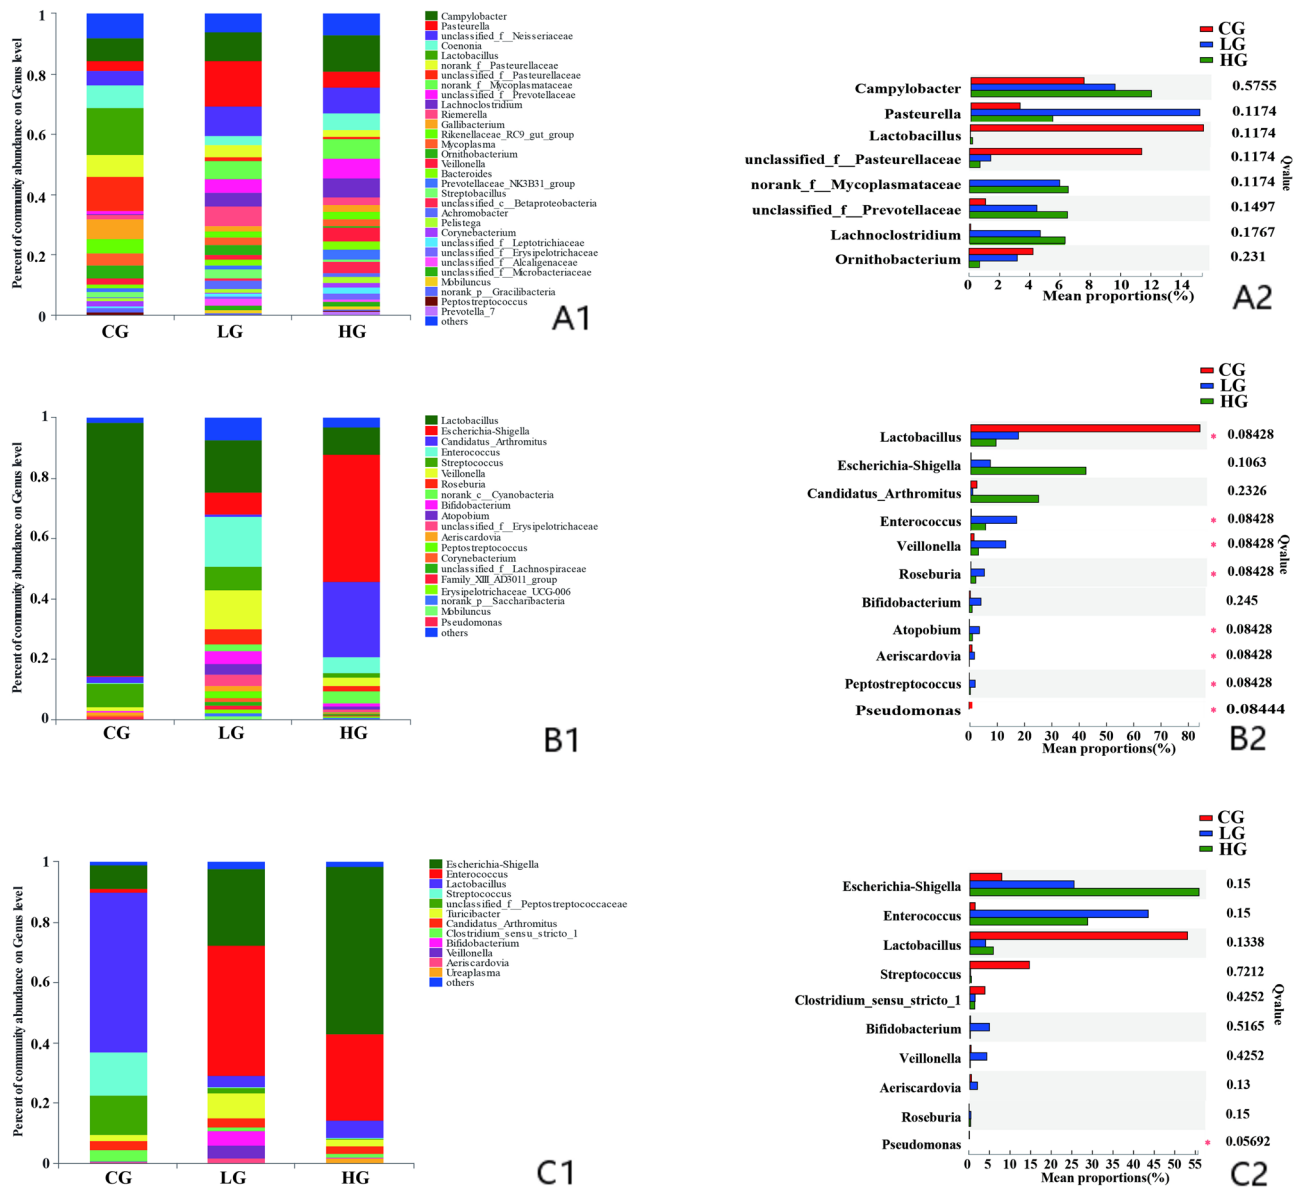 Percent of community abundance on Genus level
1
0.8
0.6
0.4
0.2
0
CG
LG
HG
Campylobacter
Pasteurella
unclassified_f__Neisseriaceae
Coenonia
Lactobacillus
norank_f__Pasteurellaceae
unclassified_f__Pasteurellaceae
norank_f__Mycoplasmataceae
unclassified_f__Prevotellaceae
Lachnoclostridium
Riemerella
Gallibacterium
Rikenellaceae_RC9_gut_group
Mycoplasma
Ornithobacterium
Veillonella
Bacteroides
Prevotellaceae_NK3B31_group
Streptobacillus
unclassified_c__Betaproteobacteria
Achromobacter
Pelistega
Corynebacterium
unclassified_f__Leptotrichiaceae
unclassified_f__Erysipelotrichaceae
unclassified_f__Alcaligenaceae
unclassified_f__Microbacteriaceae
Mobiluncus
norank_p__Gracilibacteria
Peptostreptococcus
Prevotella_7
others
A1
CG
LG
HG
Campylobacter 0.5755
Pasturella 0.1174
Lactobacillus 0.1174
unclassified_f__Pasteurellaceae 0.1174
norank_f__Mycoplasmataceae 0.1174
unclassified_f__Prevotellaceae 0.1497
Lachnoclostridium 0.1767
Ornithobacterium 0.231
Qvalue
0 2 4 6 8 10 12 14
Mean proportions(%)
A2
Percent of community abundance on Genus level
1
0.8
0.6
0.4
0.2
0
CG
LG
HG
Lactobacillus
Escherichia-Shigella
Candidatus_Arthromitus
Enterococcus
Streptococcus
Veillonella
Roseburia
norank_c__Cyanobacteria
Bifidobacterium
Atopobium
unclassified_f__Erysipelotrichaceae
Aeriscardovia
Peptostreptococcus
Corynebacterium
unclassified_f__Lachnospiraceae
Family_XIII_AD3011_group
Erysipelotrichaceae_UCG-006
norank_p__Saccharibacteria
Mobiluncus
Pseudomonas
others
B1
CG
LG
HG
Lactobacillus * 0.08428
Escherichia-Shigella 0.1063
Candidatus_Arthromitus 0.2326
Enterococcus * 0.08428
Veillonella * 0.08428
Roseburia * 0.08428
Bifidobacterium 0.245
Atopobium * 0.08428
Aeriscardovia * 0.08428
Peptostreptococcus * 0.08428
Pseudomonas * 0.08444
Qvalue
0 10 20 30 40 50 60 70 80
Mean proportions(%)
B2
Percent of community abundance on Genus level
1
0.8
0.6
0.4
0.2
0
CG
LG
HG
Escherichia-Shigella
Enterococcus
Lactobacillus
Streptococcus
unclassified_f__Peptostreptococcaceae
Turicibacter
Candidatus_Arthromitus
Clostridium_sensu_stricto_1
Bifidobacterium
Veillonella
Aeriscardovia
Ureaplasma
others
C1
CG
LG
HG
Escherichia-Shigella 0.15
Enterococcus 0.15
Lactobacillus 0.1338
Streptococcus 0.7212
Clostridium_sensu_stricto_1 0.4252
Bifidobacterium 0.5165
Veillonella 0.4252
Aeriscardovia 0.13
Roseburia 0.15
Pseudomonas * 0.05692
Qvalue
0 5 10 15 20 25 30 35 40 45 50 55
Mean proportions(%)
C2